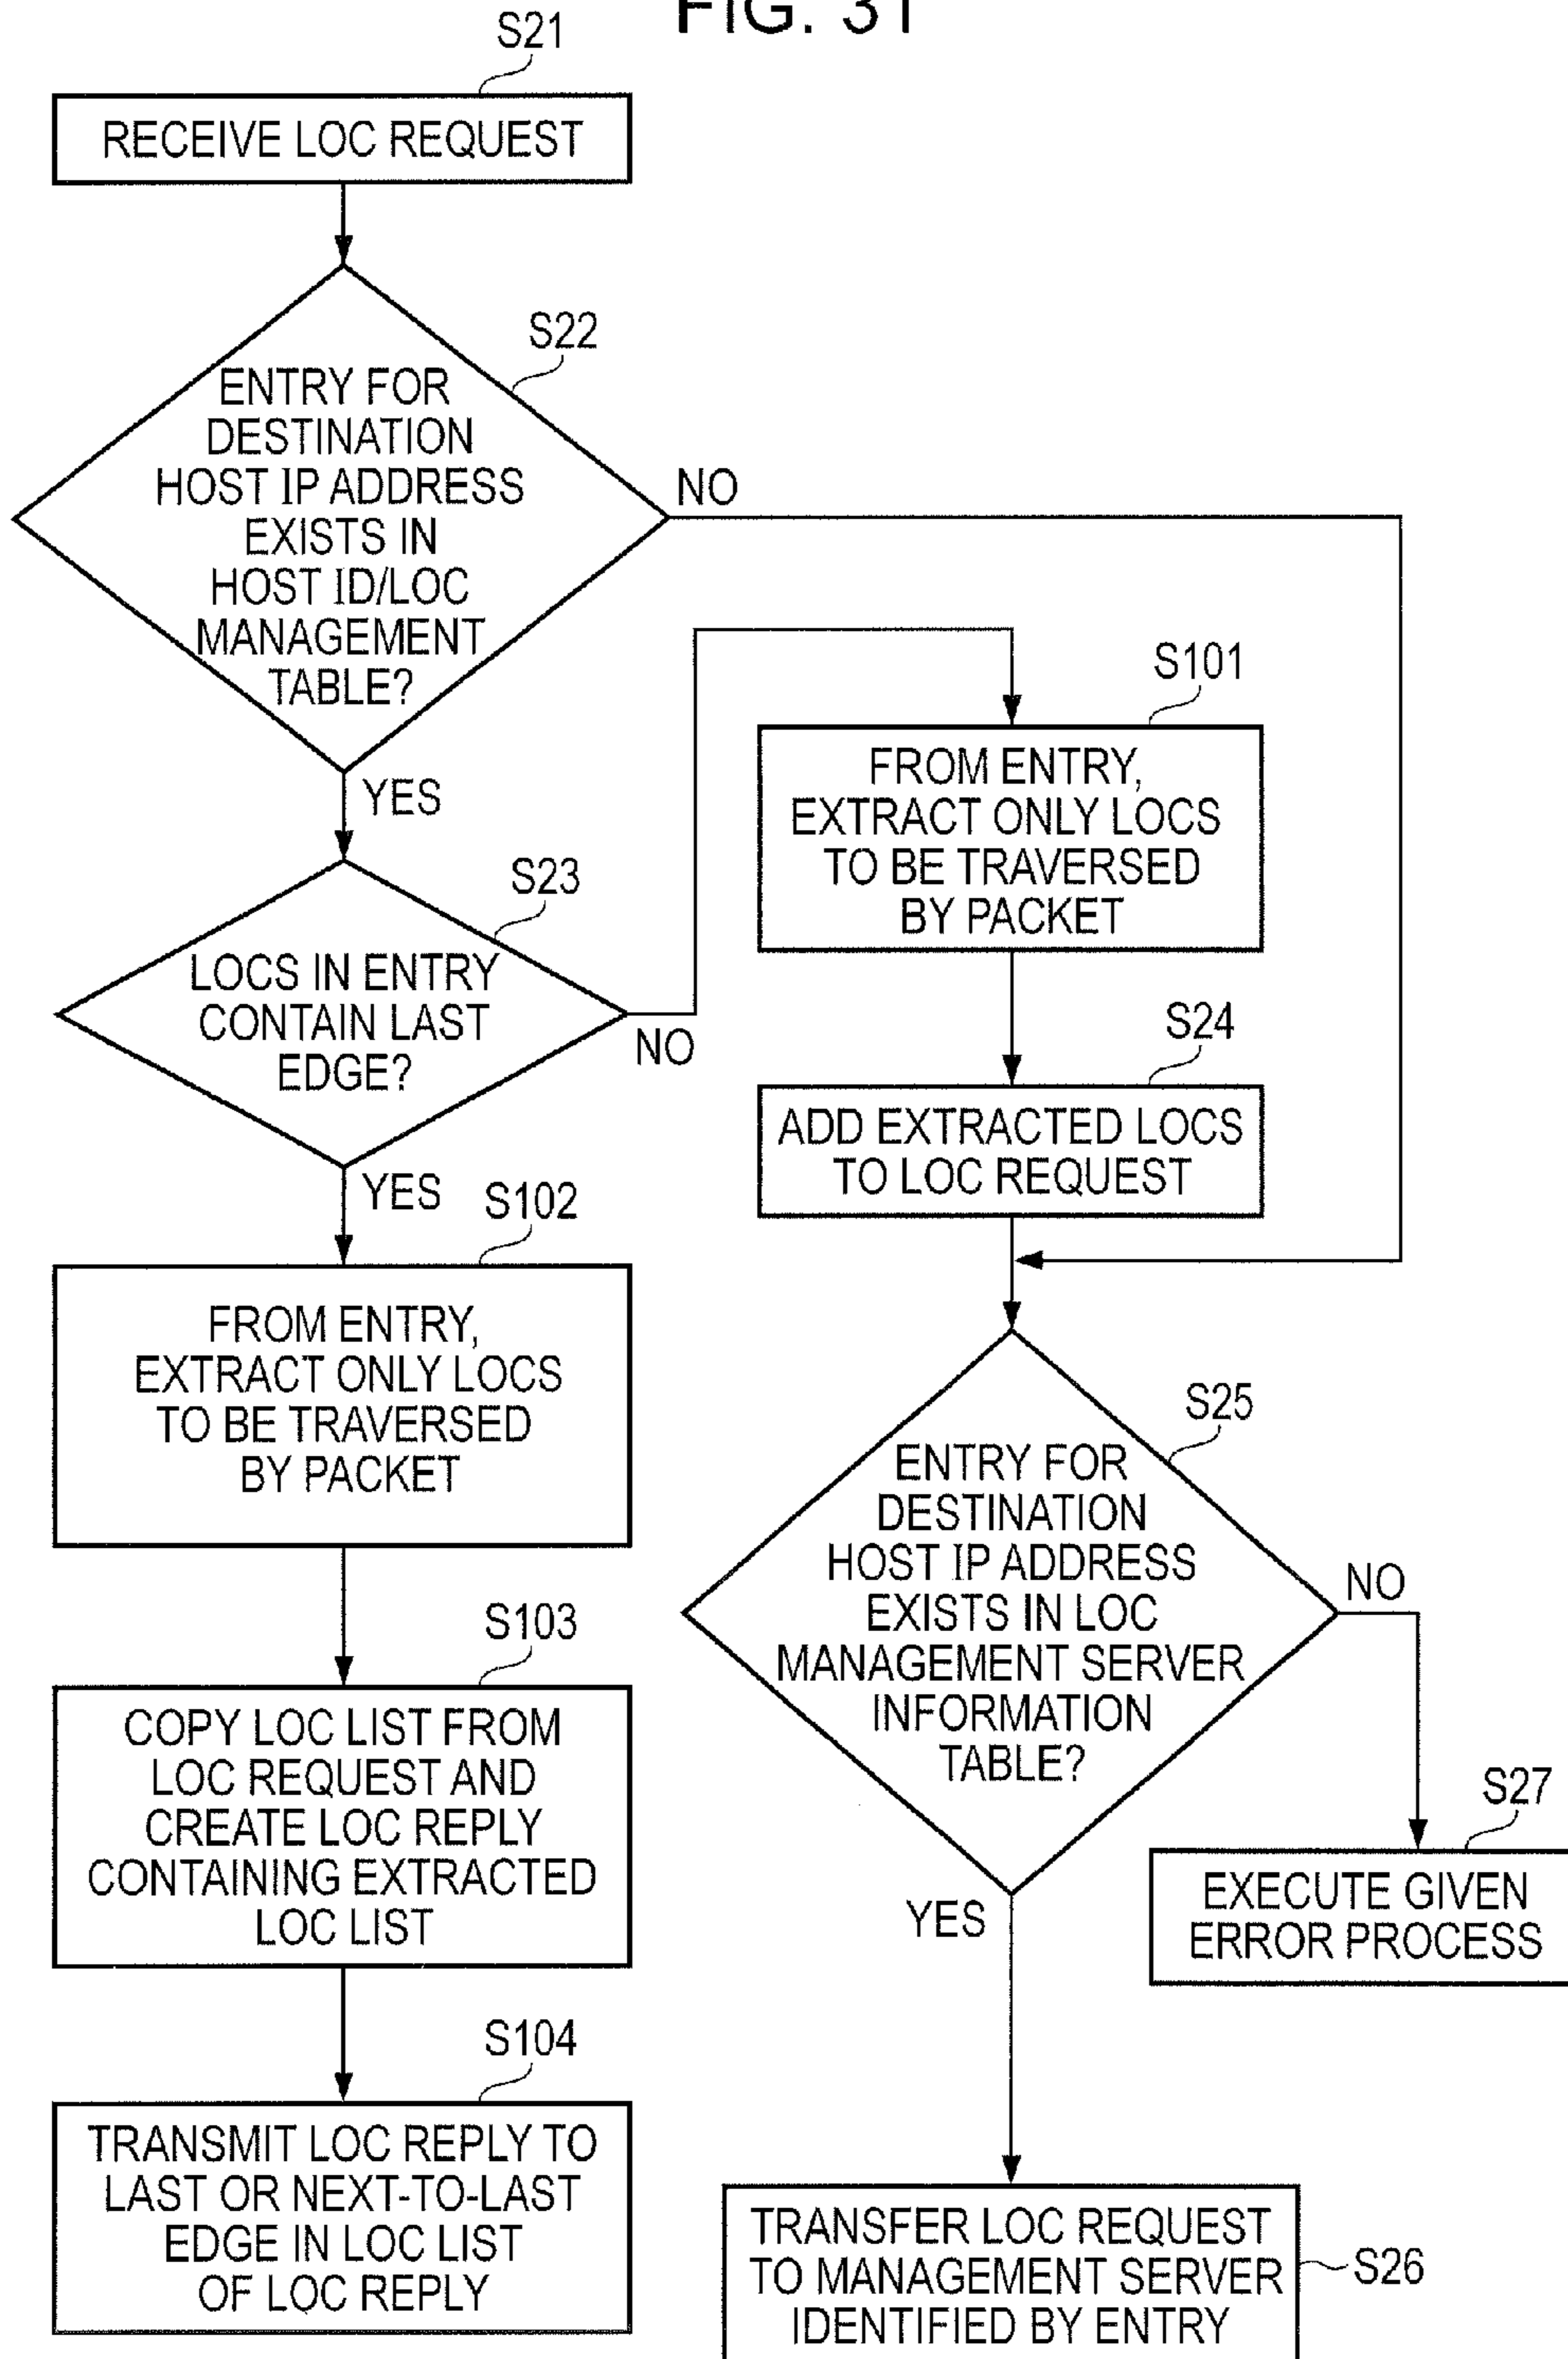 FIG. 31
S21
RECEIVE LOC REQUEST
S22
ENTRY FOR
DESTINATION
HOST IP ADDRESS
EXISTS IN
HOST ID/LOC
MANAGEMENT
TABLE?
NO
YES
S23
LOCS IN ENTRY
CONTAIN LAST
EDGE?
NO
YES
S101
FROM ENTRY,
EXTRACT ONLY LOCS
TO BE TRAVERSED
BY PACKET
S24
ADD EXTRACTED LOCS
TO LOC REQUEST
S102
FROM ENTRY,
EXTRACT ONLY LOCS
TO BE TRAVERSED
BY PACKET
S25
ENTRY FOR
DESTINATION
HOST IP ADDRESS
EXISTS IN LOC
MANAGEMENT SERVER
INFORMATION
TABLE?
NO
YES
S103
COPY LOC LIST FROM
LOC REQUEST AND
CREATE LOC REPLY
CONTAINING EXTRACTED
LOC LIST
S27
EXECUTE GIVEN
ERROR PROCESS
S104
TRANSMIT LOC REPLY TO
LAST OR NEXT-TO-LAST
EDGE IN LOC LIST
OF LOC REPLY
TRANSFER LOC REQUEST
TO MANAGEMENT SERVER
IDENTIFIED BY ENTRY
S26